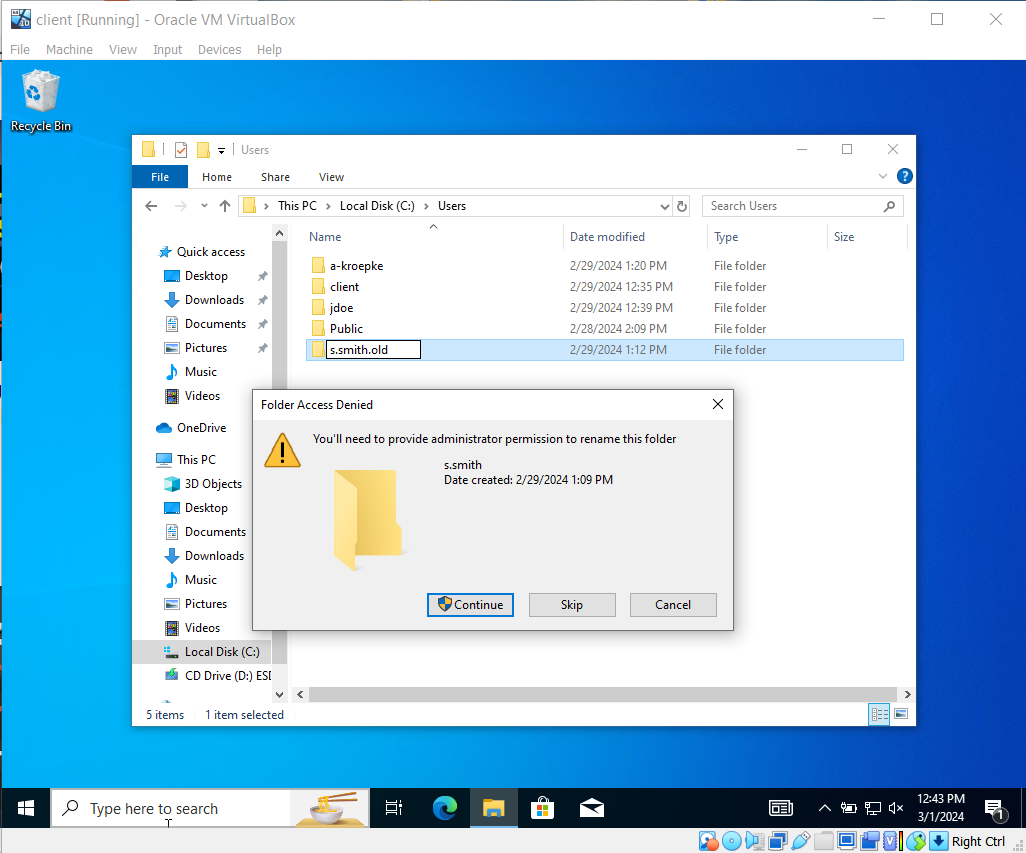 client [Running] - Oracle VM VirtualBox
File Machine View Input Devices Help
Recycle Bin
Users
File Home Share View
This PC > Local Disk (C:) > Users
Search Users
Name Date modified Type Size
Quick access
Desktop
Downloads
Documents
Pictures
Music
Videos
OneDrive
This PC
3D Objects
Desktop
Documents
Downloads
Music
Pictures
Videos
Local Disk (C:)
CD Drive (D:) ESD
a-kroepke 2/29/2024 1:20 PM File folder
client 2/29/2024 12:35 PM File folder
jdoe 2/29/2024 12:39 PM File folder
Public 2/28/2024 2:09 PM File folder
s.smith.old 2/29/2024 1:12 PM File folder
Folder Access Denied
You'll need to provide administrator permission to rename this folder
s.smith
Date created: 2/29/2024 1:09 PM
Continue Skip Cancel
5 items 1 item selected
Type here to search
12:43 PM
3/1/2024
1
Right Ctrl